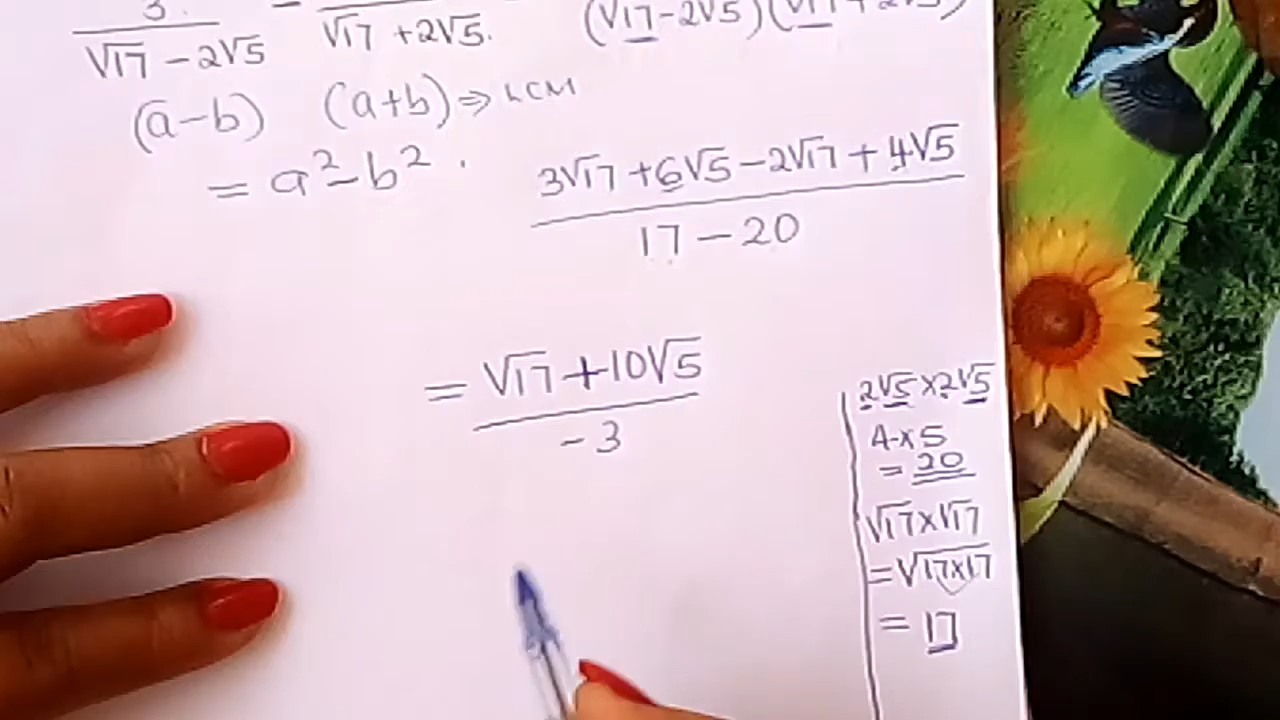 3
√17 – 2√5 – √17 + 2√5. (√17 – 2√5)(√17 + 2√5)
(a – b) (a + b) ⇒ LCM
= a² – b² .
3√17 + 6√5 – 2√17 + 4√5
17 – 20
= √17 + 10√5
– 3
2√5 × 2√5
4 × 5
= 20
√17 × √17
= √17×17
= 17